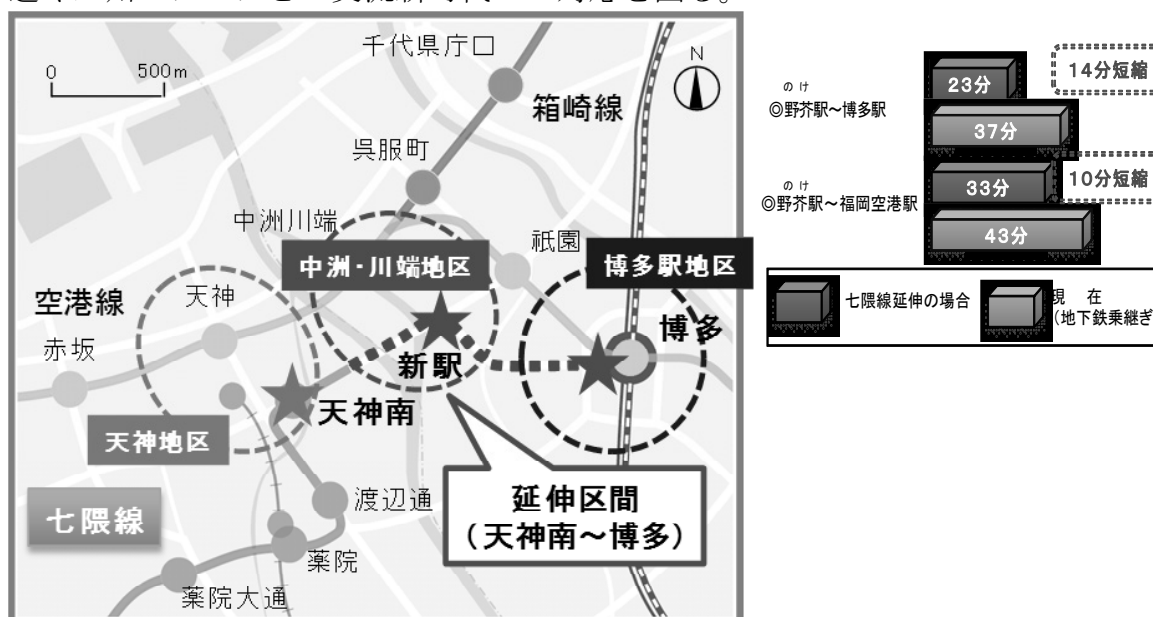 千代県庁口
N
0 500m
箱崎線
呉服町
中洲川端
祇園
中洲・川端地区
博多駅地区
空港線
天神
博多
赤坂
新駅
天神南
天神地区
渡辺通
延伸区間
(天神南～博多)
七隈線
薬院
薬院大通
23分
14分短縮
のけ
◎野芥駅～博多駅
37分
のけ
33分
10分短縮
◎野芥駅～福岡空港駅
43分
七隈線延伸の場合
現 在
(地下鉄乗継ぎ